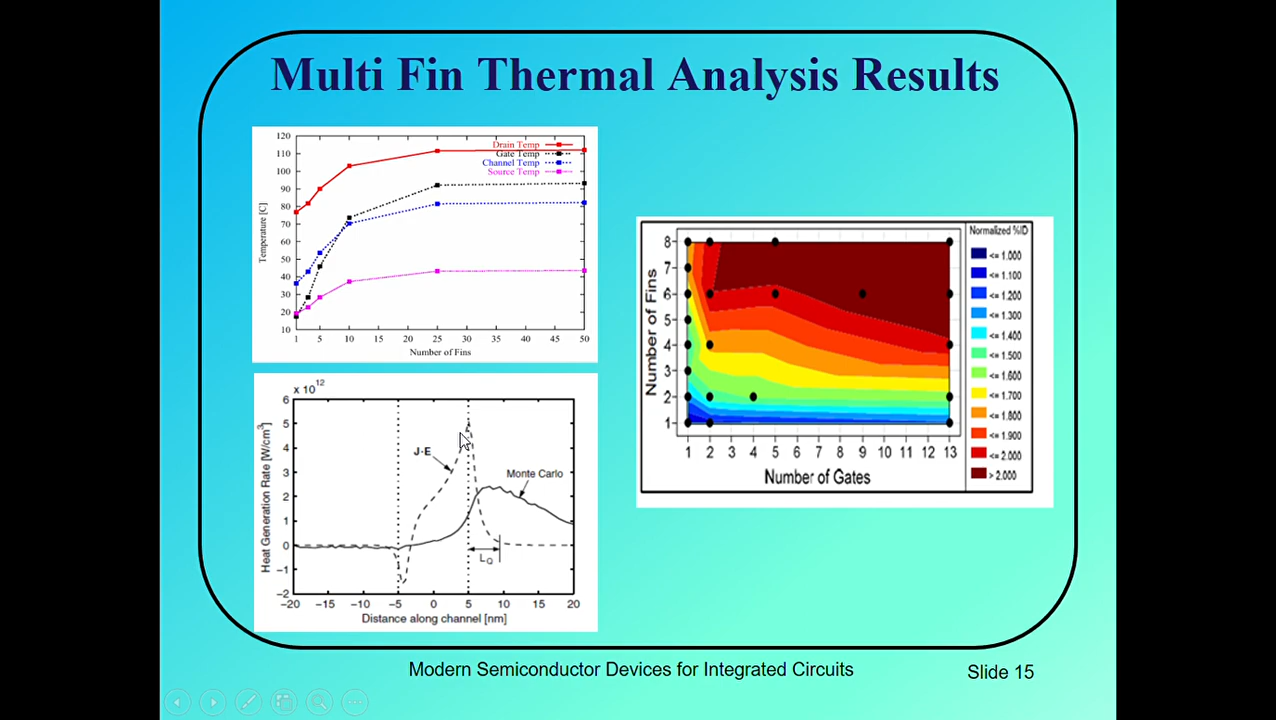 Multi Fin Thermal Analysis Results
120
110
100
90
80
70
60
50
40
30
20
10
Temperature [C]
Drain Temp
Gate Temp
Channel Temp
Source Temp
1 5 10 15 20 25 30 35 40 45 50
Number of Fins
x 10^12
6
5
4
3
2
1
0
−1
−2
Heat Generation Rate [W/cm^3]
J·E
Monte Carlo
L_Q
−20 −15 −10 −5 0 5 10 15 20
Distance along channel [nm]
Normalized %ID
8
7
6
5
4
3
2
1
Number of Fins
1 2 3 4 5 6 7 8 9 10 11 12 13
Number of Gates
<= 1.000
<= 1.100
<= 1.200
<= 1.300
<= 1.400
<= 1.500
<= 1.600
<= 1.700
<= 1.800
<= 1.900
<= 2.000
> 2.000
Modern Semiconductor Devices for Integrated Circuits
Slide 15